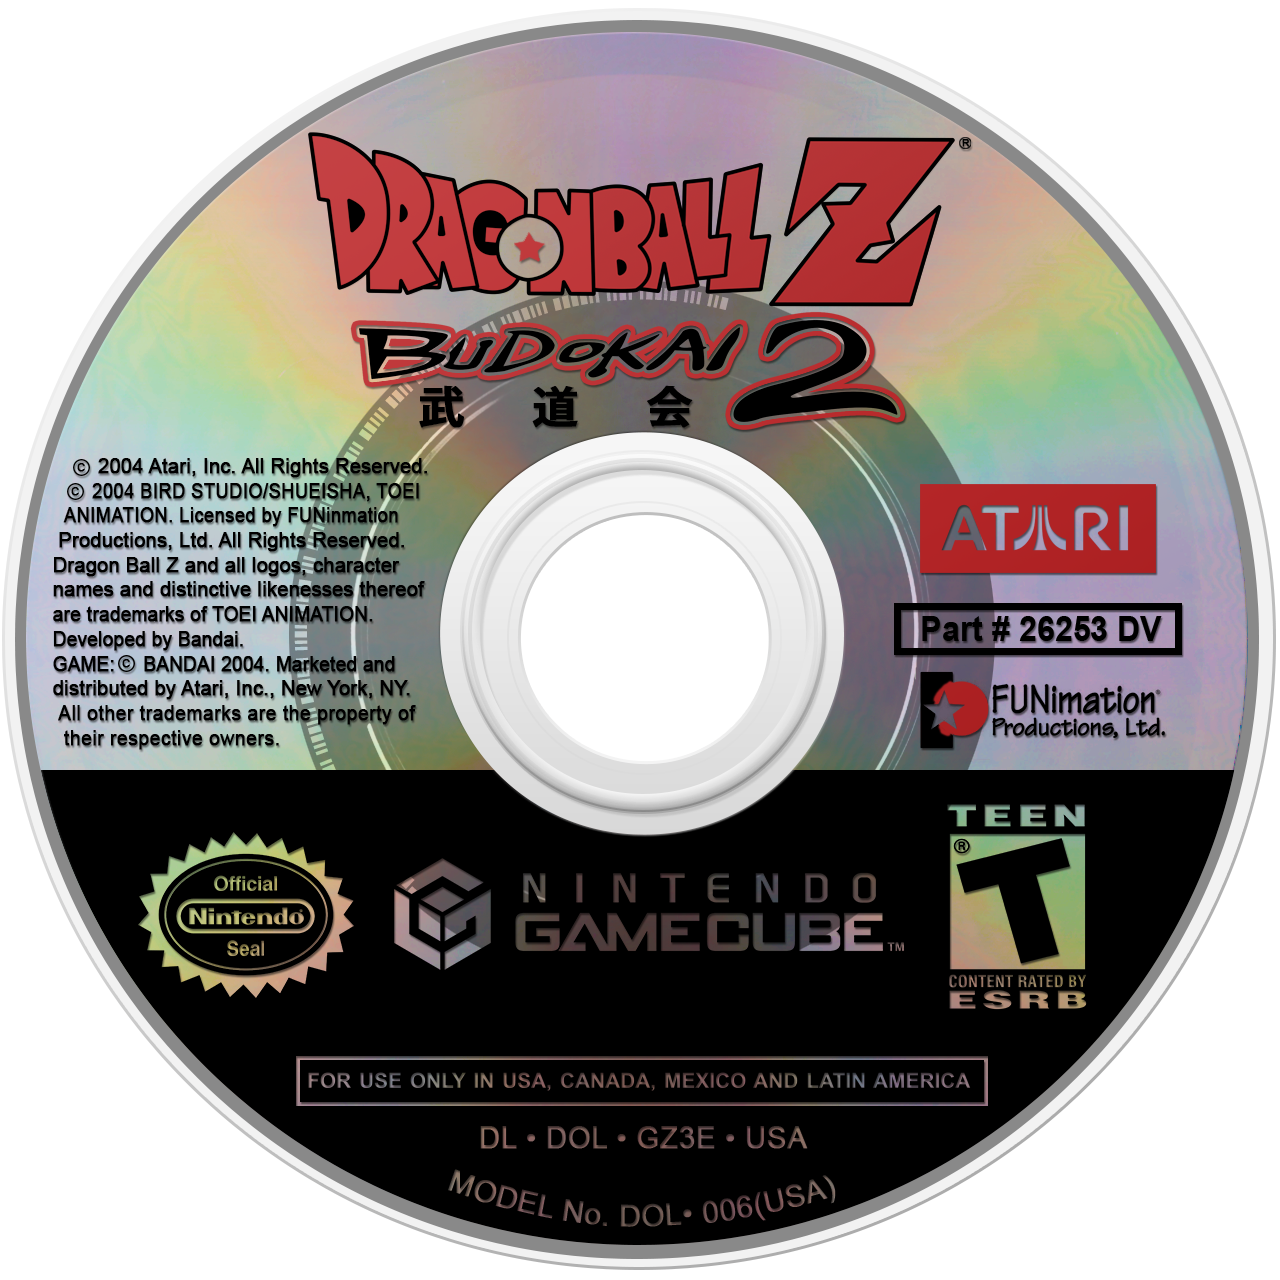 DRAGONBALL Z®
BUDOKAI 2
武道会
© 2004 Atari, Inc. All Rights Reserved.
© 2004 BIRD STUDIO/SHUEISHA, TOEI
ANIMATION. Licensed by FUNinmation
Productions, Ltd. All Rights Reserved.
Dragon Ball Z and all logos, character
names and distinctive likenesses thereof
are trademarks of TOEI ANIMATION.
Developed by Bandai.
GAME:© BANDAI 2004. Marketed and
distributed by Atari, Inc., New York, NY.
All other trademarks are the property of
their respective owners.
ATARI
Part # 26253 DV
FUNimation®
Productions, Ltd.
Official
Nintendo®
Seal
NINTENDO
GAMECUBE™
TEEN
®
T
CONTENT RATED BY
ESRB
FOR USE ONLY IN USA, CANADA, MEXICO AND LATIN AMERICA
DL • DOL • GZ3E • USA
MODEL No. DOL• 006(USA)